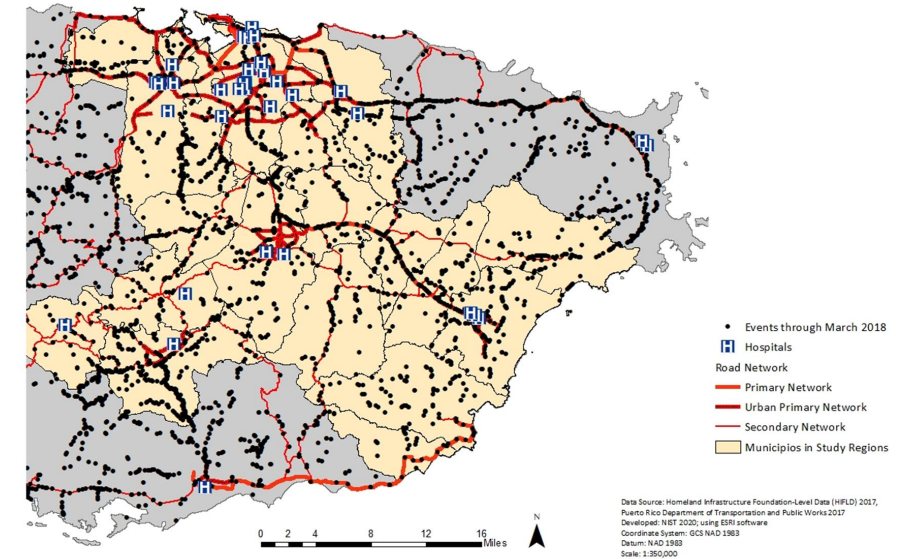 Events through March 2018
H Hospitals
Road Network
Primary Network
Urban Primary Network
Secondary Network
Municipios in Study Regions
Data Source: Homeland Infrastructure Foundation-Level Data (HIFLD) 2017,
Puerto Rico Department of Transportation and Public Works 2017
Developed: NIST 2020; using ESRI software
Coordinate System: GCS NAD 1983
Datum: NAD 1983
Scale: 1:350,000
N
0 2 4 8 12 16
Miles